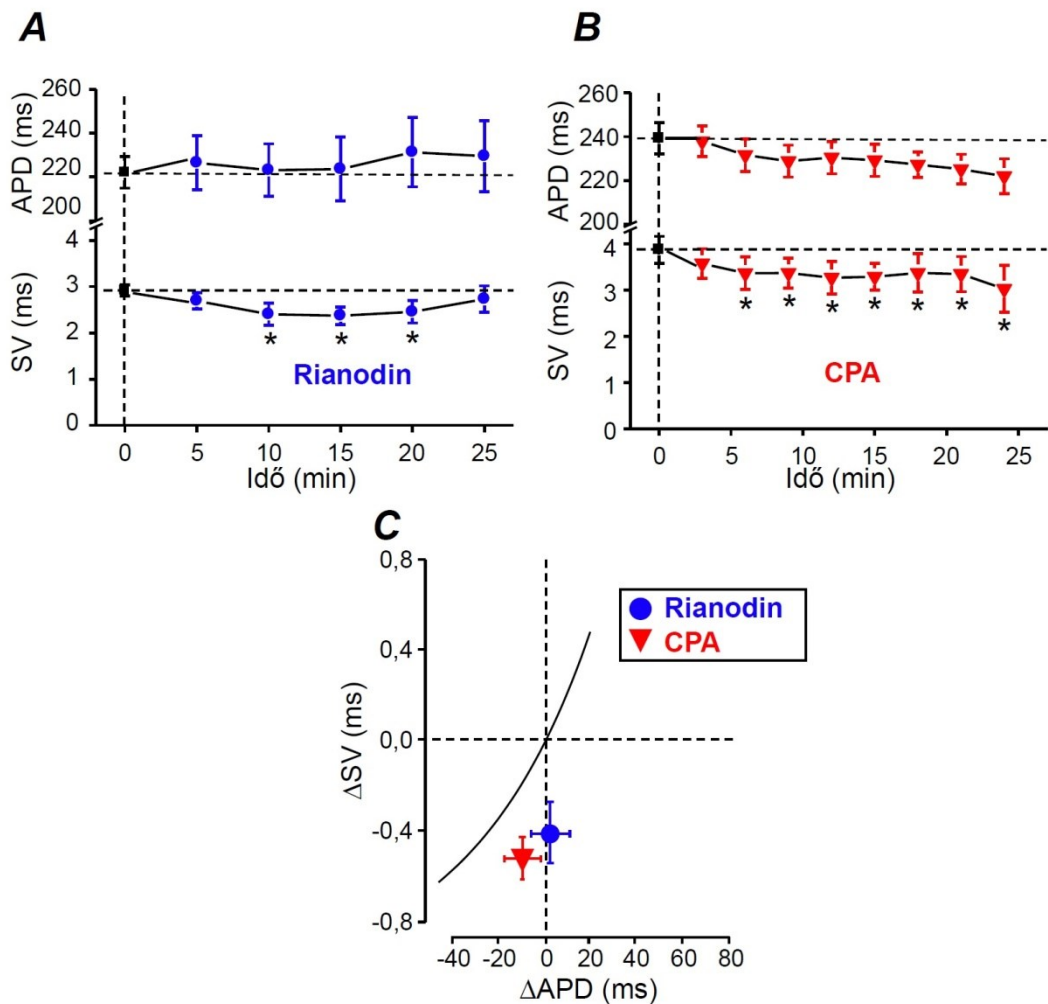 A
APD (ms)
260
240
220
200
SV (ms)
4
3
2
1
0
* * *
Rianodin
0 5 10 15 20 25
Idő (min)
B
APD (ms)
260
240
220
200
SV (ms)
4
3
2
1
0
* * * * * * *
CPA
0 5 10 15 20 25
Idő (min)
C
ΔSV (ms)
0,8
0,4
0,0
-0,4
-0,8
Rianodin
CPA
-40 -20 0 20 40 60 80
ΔAPD (ms)